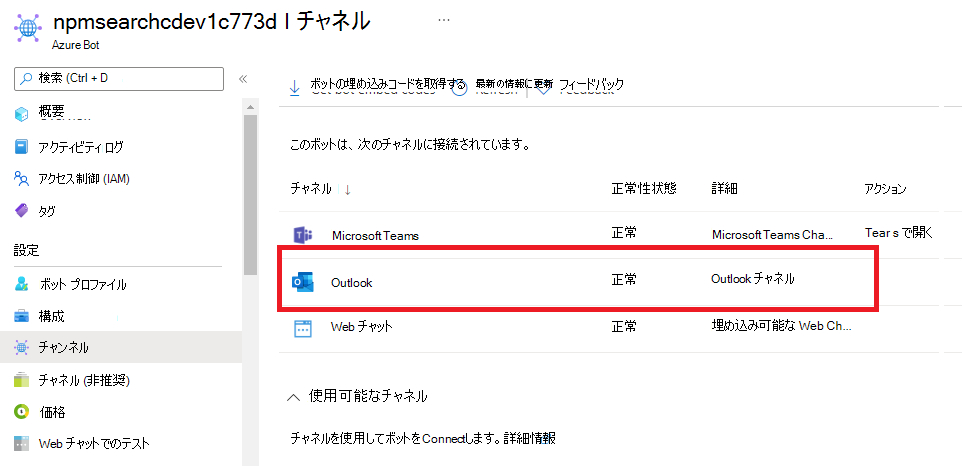 npmsearchcdev1c773d | チャネル
...
Azure Bot
検索 (Ctrl + D
«
ボットの埋め込みコードを取得する 最新の情報に更新 フィードバック
概要
アクティビティ ログ
アクセス制御 (IAM)
タグ
設定
ボット プロファイル
構成
チャンネル
チャネル (非推奨)
価格
Web チャットでのテスト
このボットは、次のチャネルに接続されています。
チャネル ↓ 正常性状態 詳細 アクション
Microsoft Teams 正常 Microsoft Teams Cha... Tear s で開く
Outlook 正常 Outlook チャネル
Web チャット 正常 埋め込み可能な Web Ch...
使用可能なチャネル
チャネルを使用してボットをConnectします。詳細情報